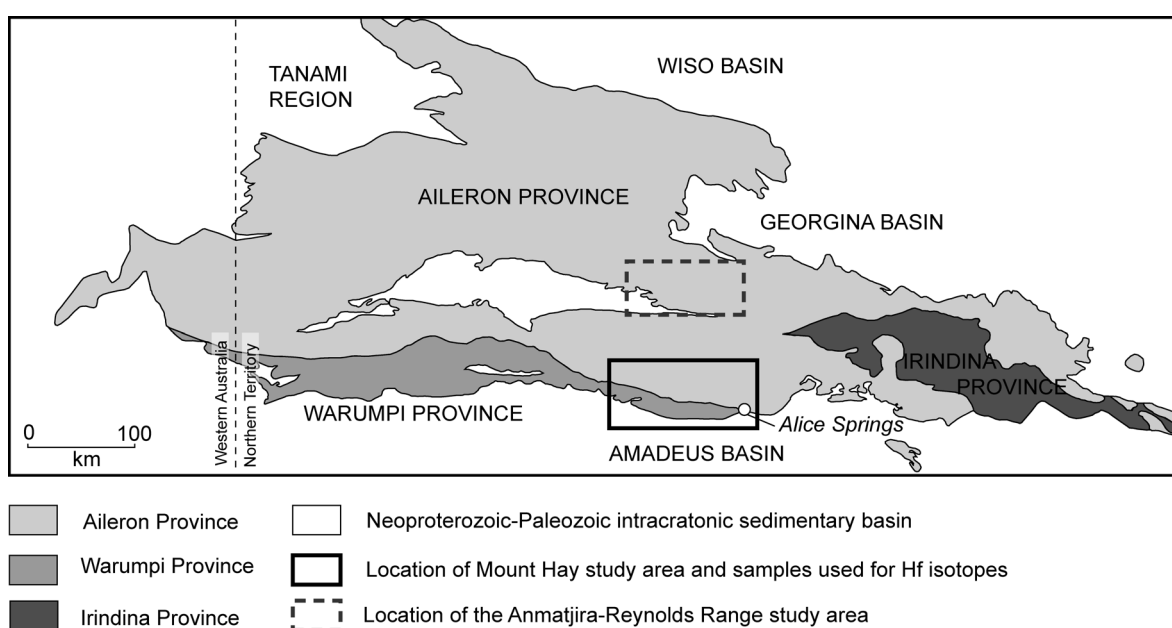 WISO BASIN
TANAMI
REGION
AILERON PROVINCE
GEORGINA BASIN
IRINDINA
PROVINCE
Western Australia
Northern Territory
WARUMPI PROVINCE
Alice Springs
AMADEUS BASIN
0 100
km
Aileron Province
Neoproterozoic-Paleozoic intracratonic sedimentary basin
Warumpi Province
Location of Mount Hay study area and samples used for Hf isotopes
Irindina Province
Location of the Anmatjira-Reynolds Range study area